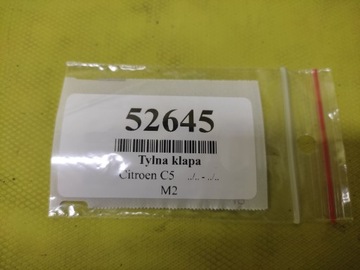 52645
Tylna klapa
Citroen C5 ../.. - ../..
M2